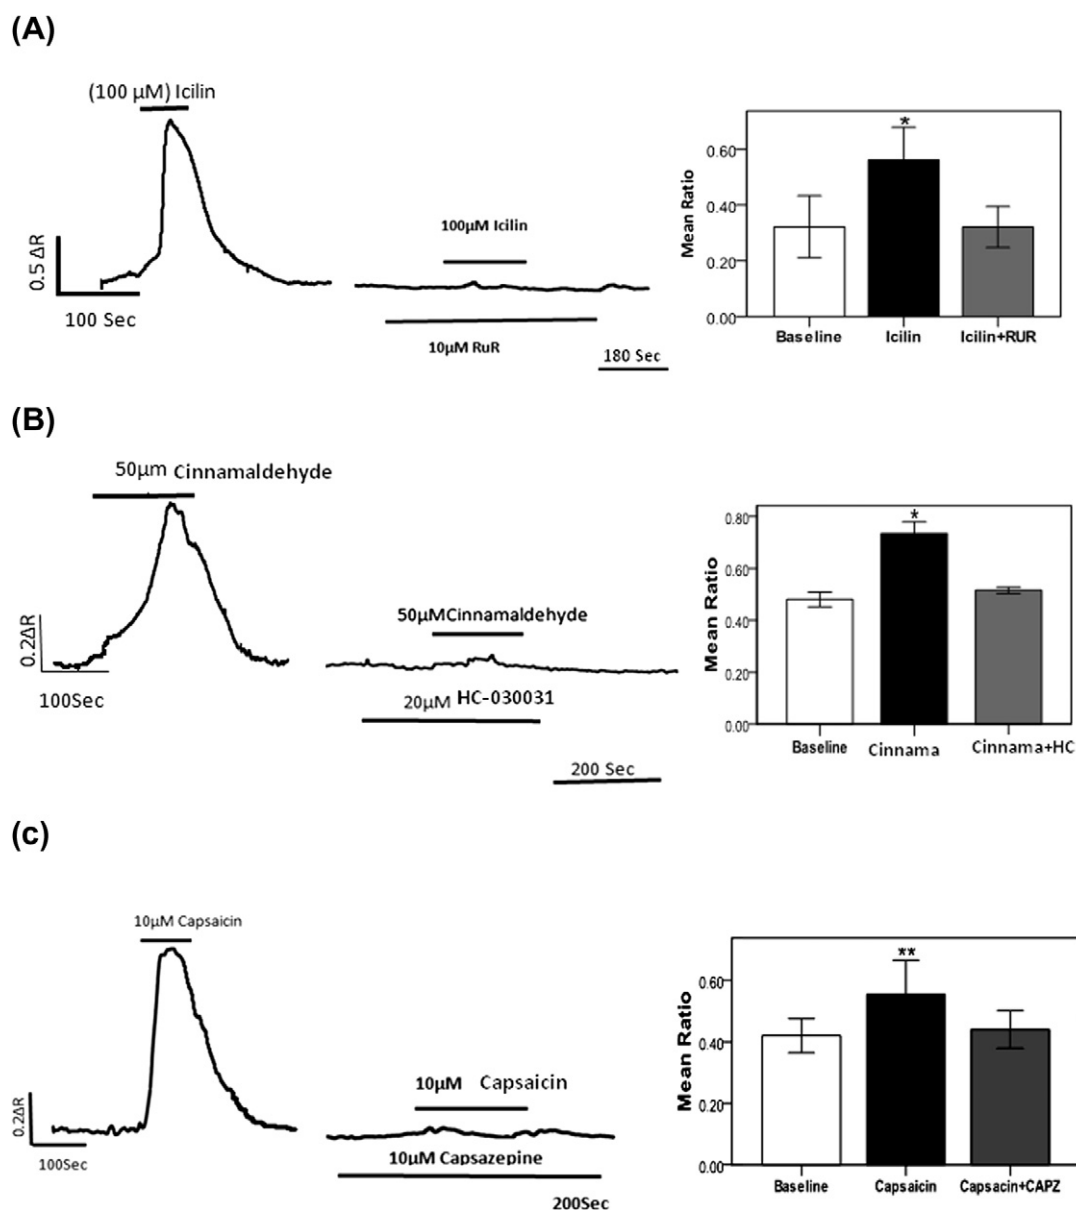 (A)
(100 µM) Icilin
0.5 ΔR
100 Sec
100µM Icilin
10µM RuR
180 Sec
Mean Ratio
0.60
0.40
0.20
0.00
*
Baseline Icilin Icilin+RUR
(B)
50µm Cinnamaldehyde
0.2ΔR
100Sec
50µMCinnamaldehyde
20µM HC-030031
200 Sec
Mean Ratio
0.80
0.60
0.40
0.20
0.00
*
Baseline Cinnama Cinnama+HC
(c)
10µM Capsaicin
0.2ΔR
100Sec
10µM Capsaicin
10µM Capsazepine
200Sec
Mean Ratio
0.60
0.40
0.20
0.00
**
Baseline Capsaicin Capsacin+CAPZ